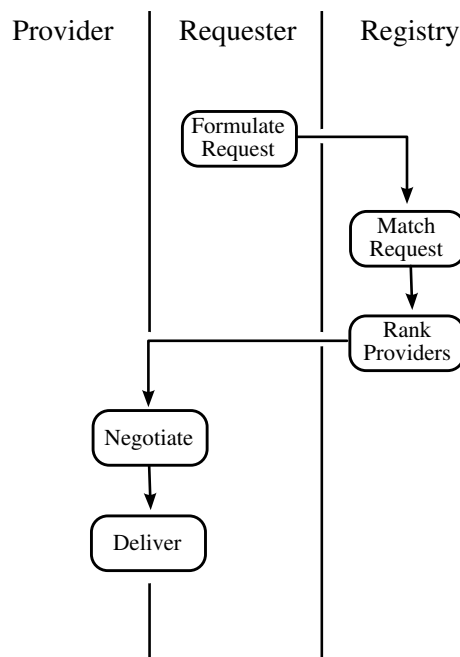 Provider Requester Registry
Formulate
Request
Match
Request
Rank
Providers
Negotiate
Deliver